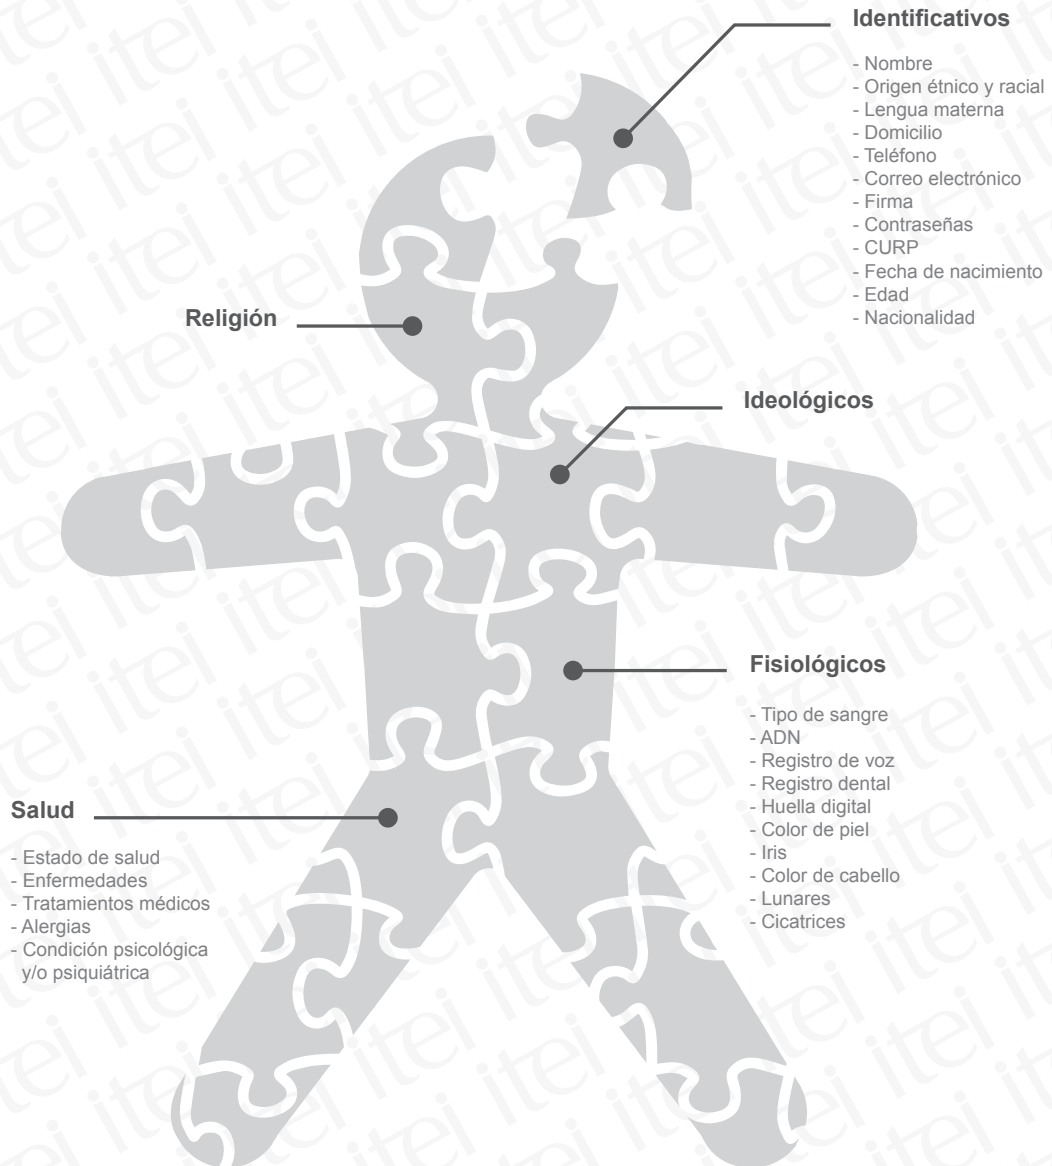 Identificativos
- Nombre
- Origen étnico y racial
- Lengua materna
- Domicilio
- Teléfono
- Correo electrónico
- Firma
- Contraseñas
- CURP
- Fecha de nacimiento
- Edad
- Nacionalidad
Religión
Ideológicos
Fisiológicos
- Tipo de sangre
- ADN
- Registro de voz
- Registro dental
- Huella digital
- Color de piel
- Iris
- Color de cabello
- Lunares
- Cicatrices
Salud
- Estado de salud
- Enfermedades
- Tratamientos médicos
- Alergias
- Condición psicológica
y/o psiquiátrica
itei